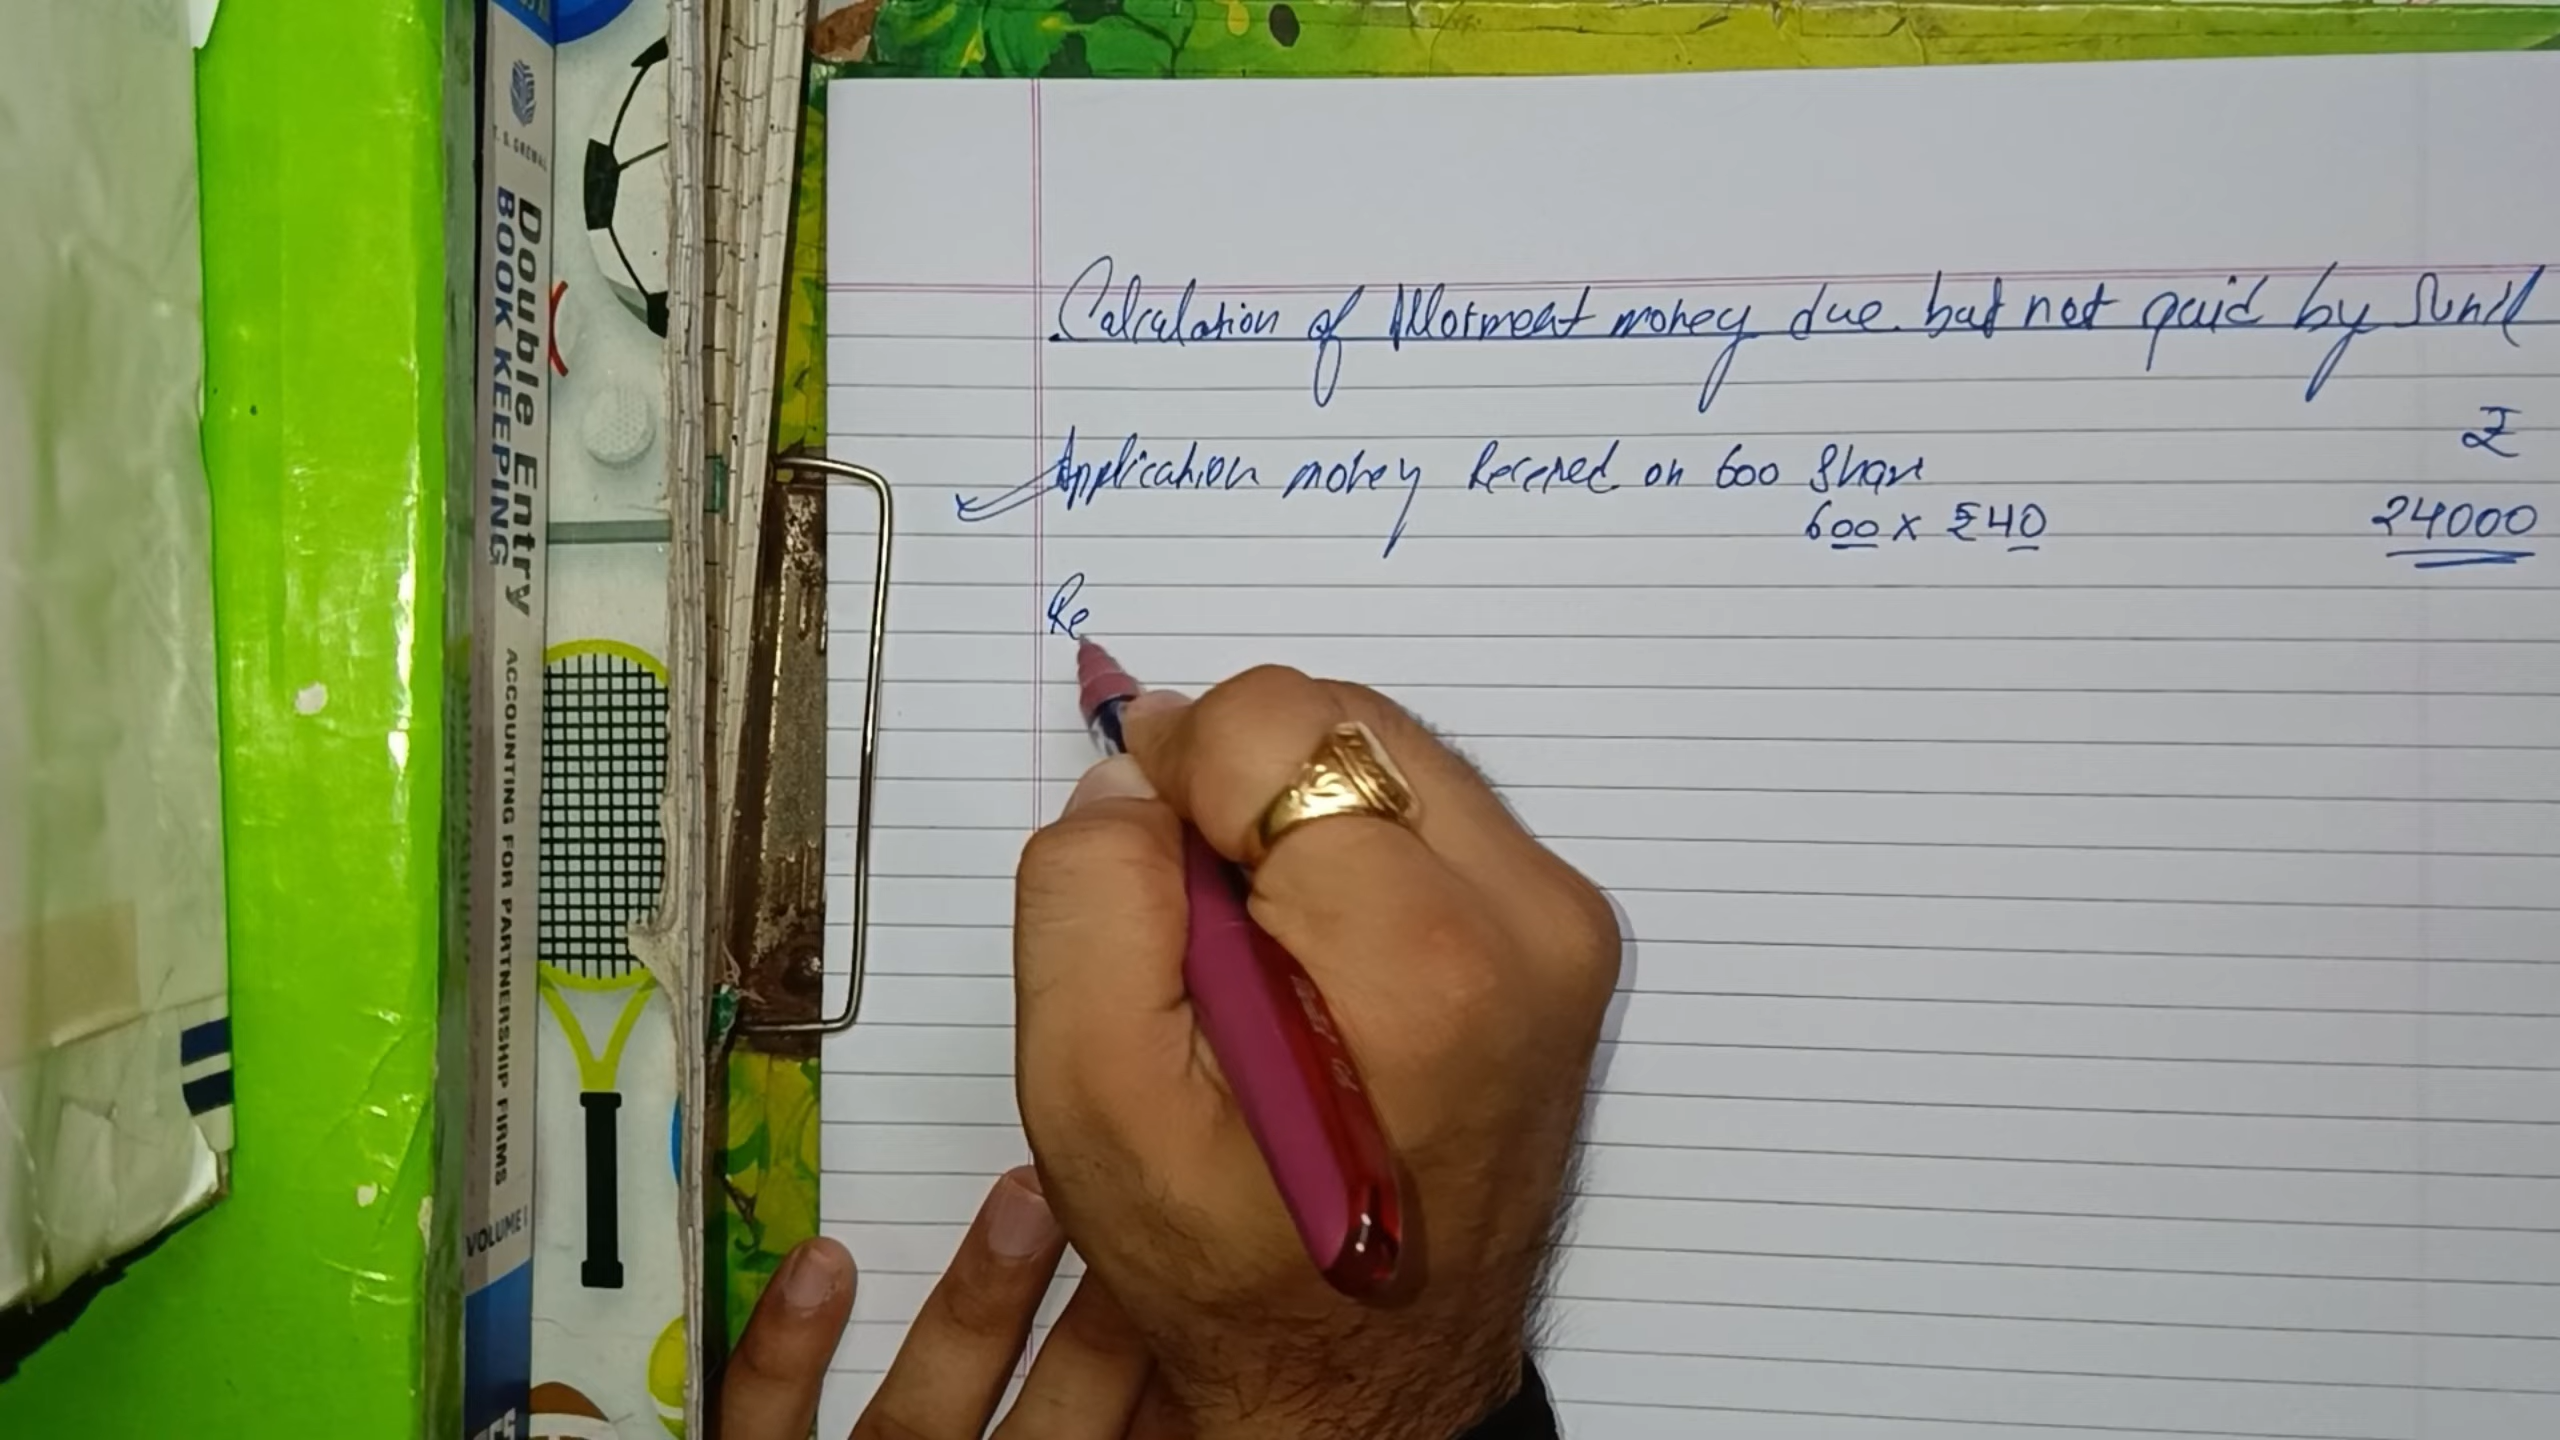 Calculation of Allotment money due but not paid by Sunil
₹
Application money Received on 600 Share
600 x ₹40 24000
Re
T. S. GREWAL
Double Entry
BOOK KEEPING
ACCOUNTING FOR PARTNERSHIP FIRMS
VOLUME I